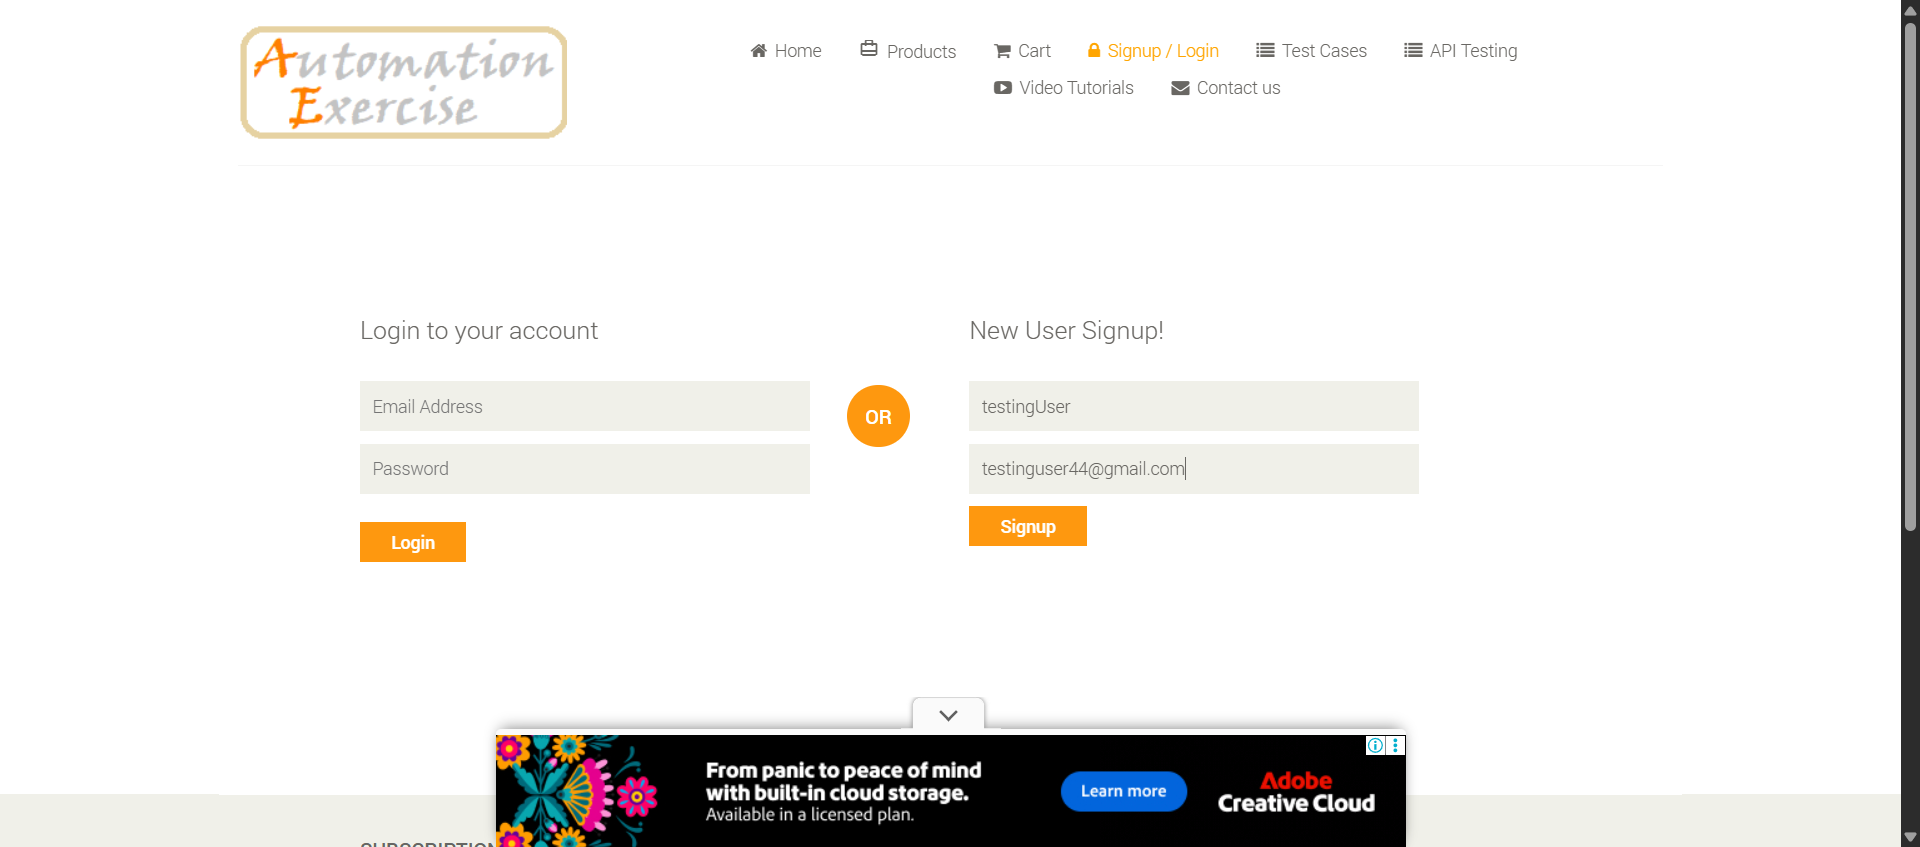 Automation
Exercise
Home
Products
Cart
Signup / Login
Test Cases
API Testing
Video Tutorials
Contact us
Login to your account
Email Address
Password
Login
OR
New User Signup!
testingUser
testinguser44@gmail.com
Signup
From panic to peace of mind
with built-in cloud storage.
Available in a licensed plan.
Learn more
Adobe
Creative Cloud
SUBSCRIPTION